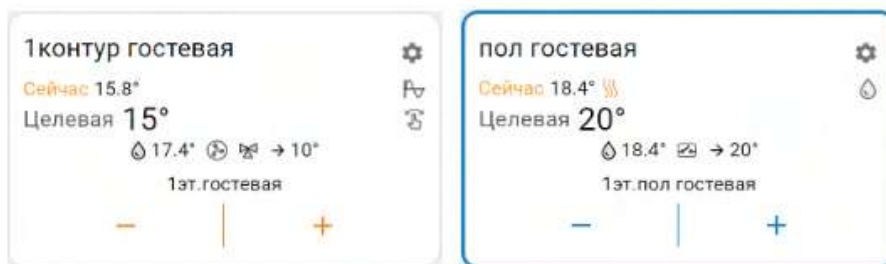 1контур гостевая
Сейчас 15.8°
Целевая 15°
17.4° → 10°
1эт.гостевая
− +
пол гостевая
Сейчас 18.4°
Целевая 20°
18.4° → 20°
1эт.пол гостевая
− +